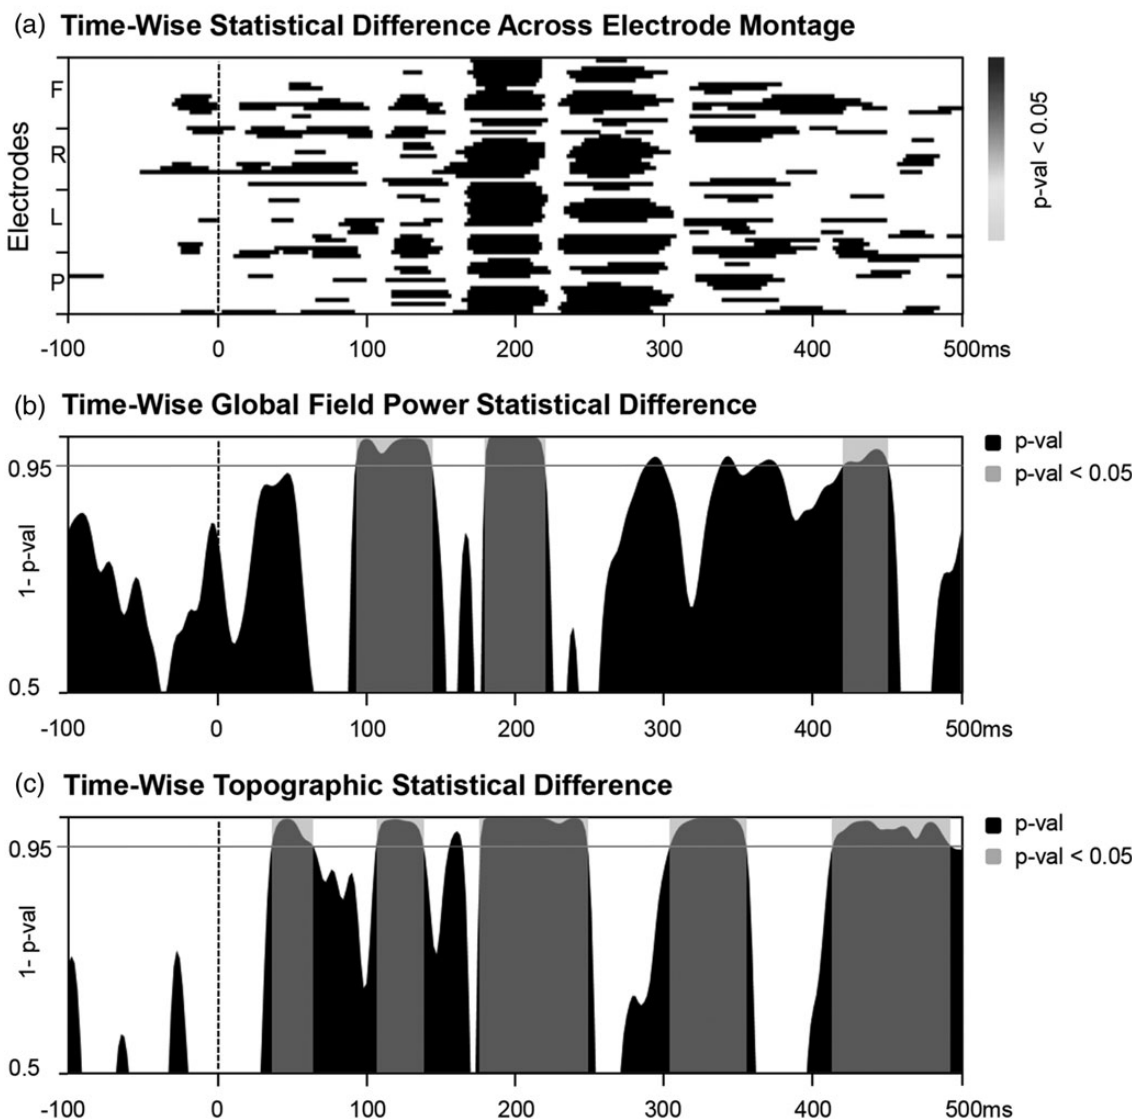 (a) Time-Wise Statistical Difference Across Electrode Montage
Electrodes
F
R
L
P
p-val < 0.05
-100 0 100 200 300 400 500ms
(b) Time-Wise Global Field Power Statistical Difference
1- p-val
0.95
0.5
p-val
p-val < 0.05
-100 0 100 200 300 400 500ms
(c) Time-Wise Topographic Statistical Difference
1- p-val
0.95
0.5
p-val
p-val < 0.05
-100 0 100 200 300 400 500ms